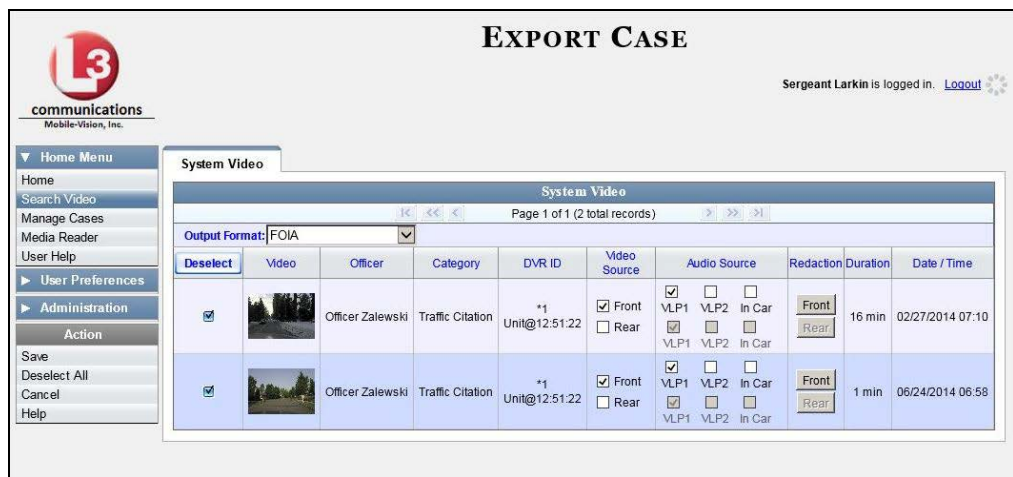 EXPORT CASE
L3
communications
Mobile-Vision, Inc.
Sergeant Larkin is logged in. Logout
Home Menu
Home
Search Video
Manage Cases
Media Reader
User Help
User Preferences
Administration
Action
Save
Deselect All
Cancel
Help
System Video
System Video
Page 1 of 1 (2 total records)
Output Format: FOIA
Deselect Video Officer Category DVR ID Video Source Audio Source Redaction Duration Date / Time
Officer Zalewski Traffic Citation *1 Unit@12:51:22 Front Rear VLP1 VLP2 In Car VLP1 VLP2 In Car Front Rear 16 min 02/27/2014 07:10
Officer Zalewski Traffic Citation *1 Unit@12:51:22 Front Rear VLP1 VLP2 In Car VLP1 VLP2 In Car Front Rear 1 min 06/24/2014 06:58